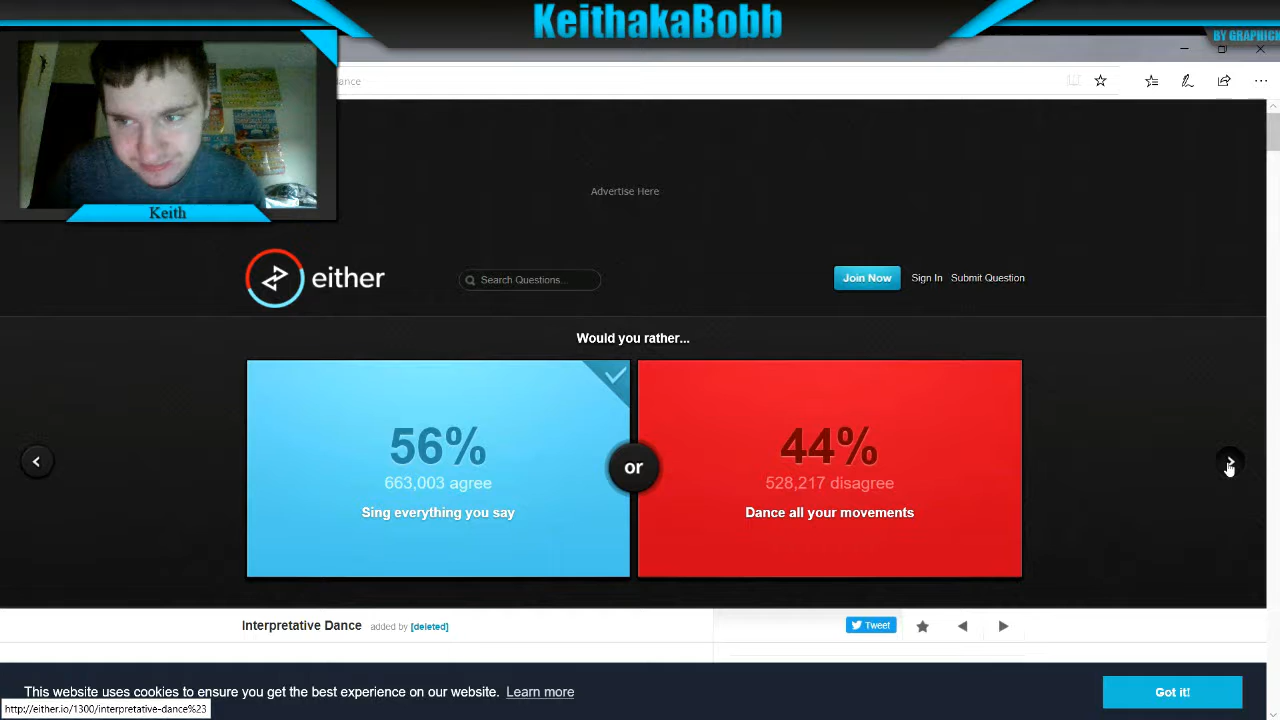 KeithakaBobb
BY GRAPHICH
ance
Keith
Advertise Here
either
Search Questions...
Join Now
Sign In
Submit Question
Would you rather...
56%
663,003 agree
Sing everything you say
or
44%
528,217 disagree
Dance all your movements
Interpretative Dance added by [deleted]
Tweet
This website uses cookies to ensure you get the best experience on our website. Learn more
Got it!
http://either.io/1300/interpretative-dance%23